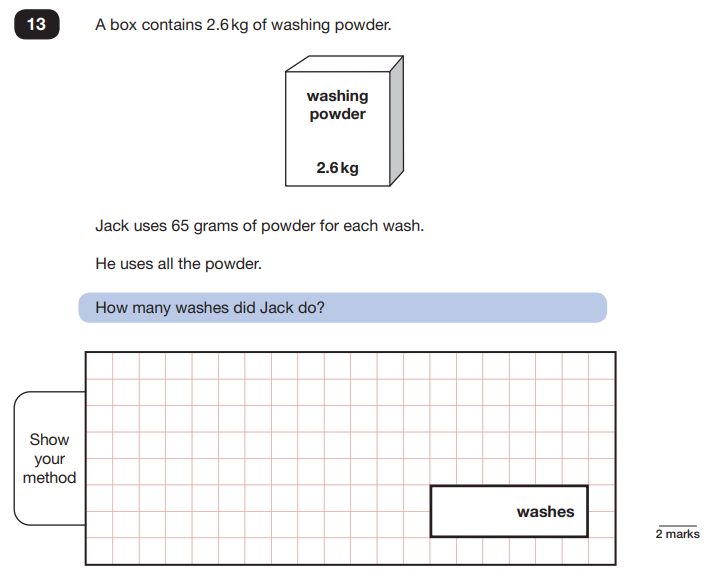 13
A box contains 2.6 kg of washing powder.
washing
powder
2.6 kg
Jack uses 65 grams of powder for each wash.
He uses all the powder.
How many washes did Jack do?
Show
your
method
washes
2 marks